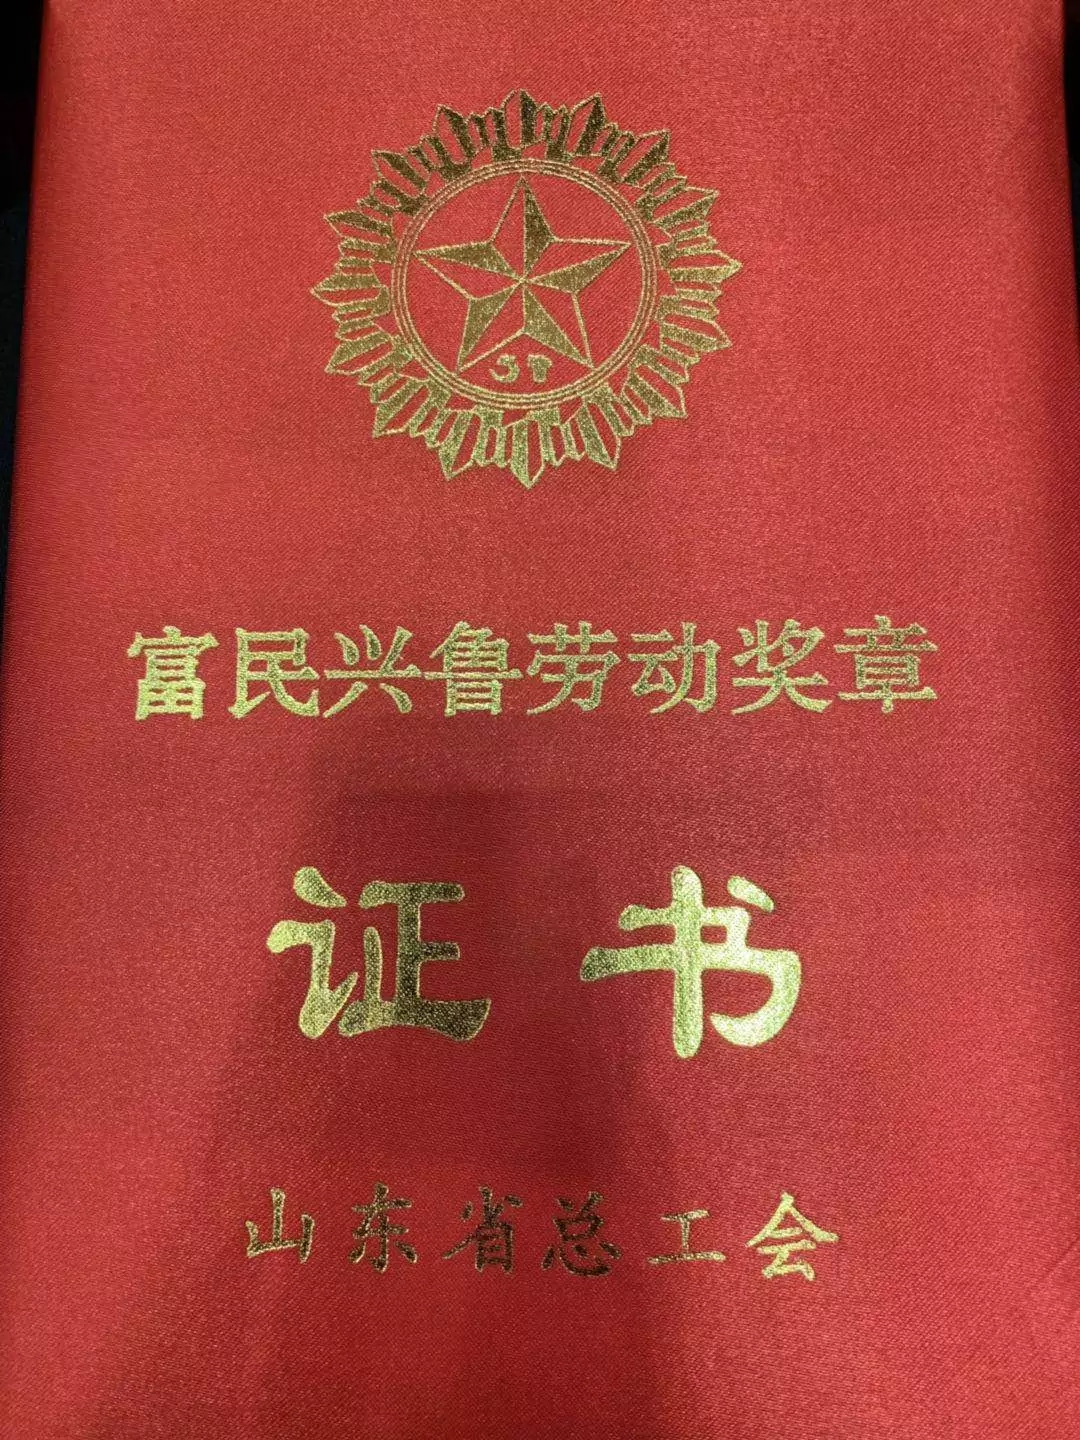 富民兴鲁劳动奖章
证书
山东省总工会